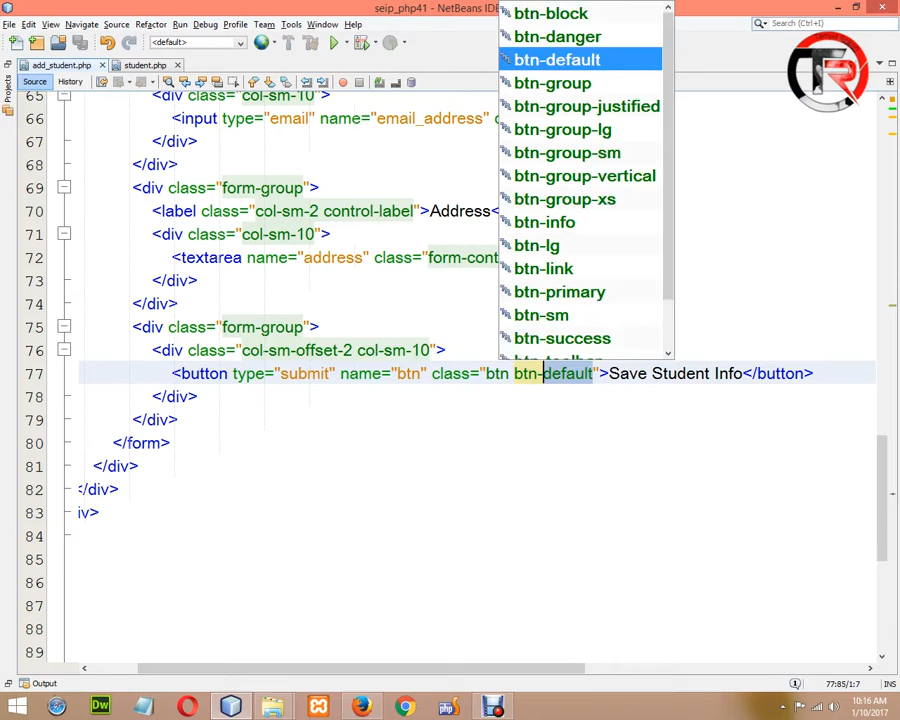 seip_php41 - NetBeans IDE
File Edit View Navigate Source Refactor Run Debug Profile Team Tools Window Help
<default>
Search (Ctrl+I)
add_student.php student.php
Source History
Projects
65 <div class="col-sm-10">
66 <input type="email" name="email_address"
67 </div>
68 </div>
69 <div class="form-group">
70 <label class="col-sm-2 control-label">Address<
71 <div class="col-sm-10">
72 <textarea name="address" class="form-cont
73 </div>
74 </div>
75 <div class="form-group">
76 <div class="col-sm-offset-2 col-sm-10">
77 <button type="submit" name="btn" class="btn btn-default">Save Student Info</button>
78 </div>
79 </div>
80 </form>
81 </div>
82 </div>
83 iv>
84
85
86
87
88
89
btn-block
btn-danger
btn-default
btn-group
btn-group-justified
btn-group-lg
btn-group-sm
btn-group-vertical
btn-group-xs
btn-info
btn-lg
btn-link
btn-primary
btn-sm
btn-success
btn-toolbar
Output
77:85/1:7 INS
10:16 AM
1/10/2017